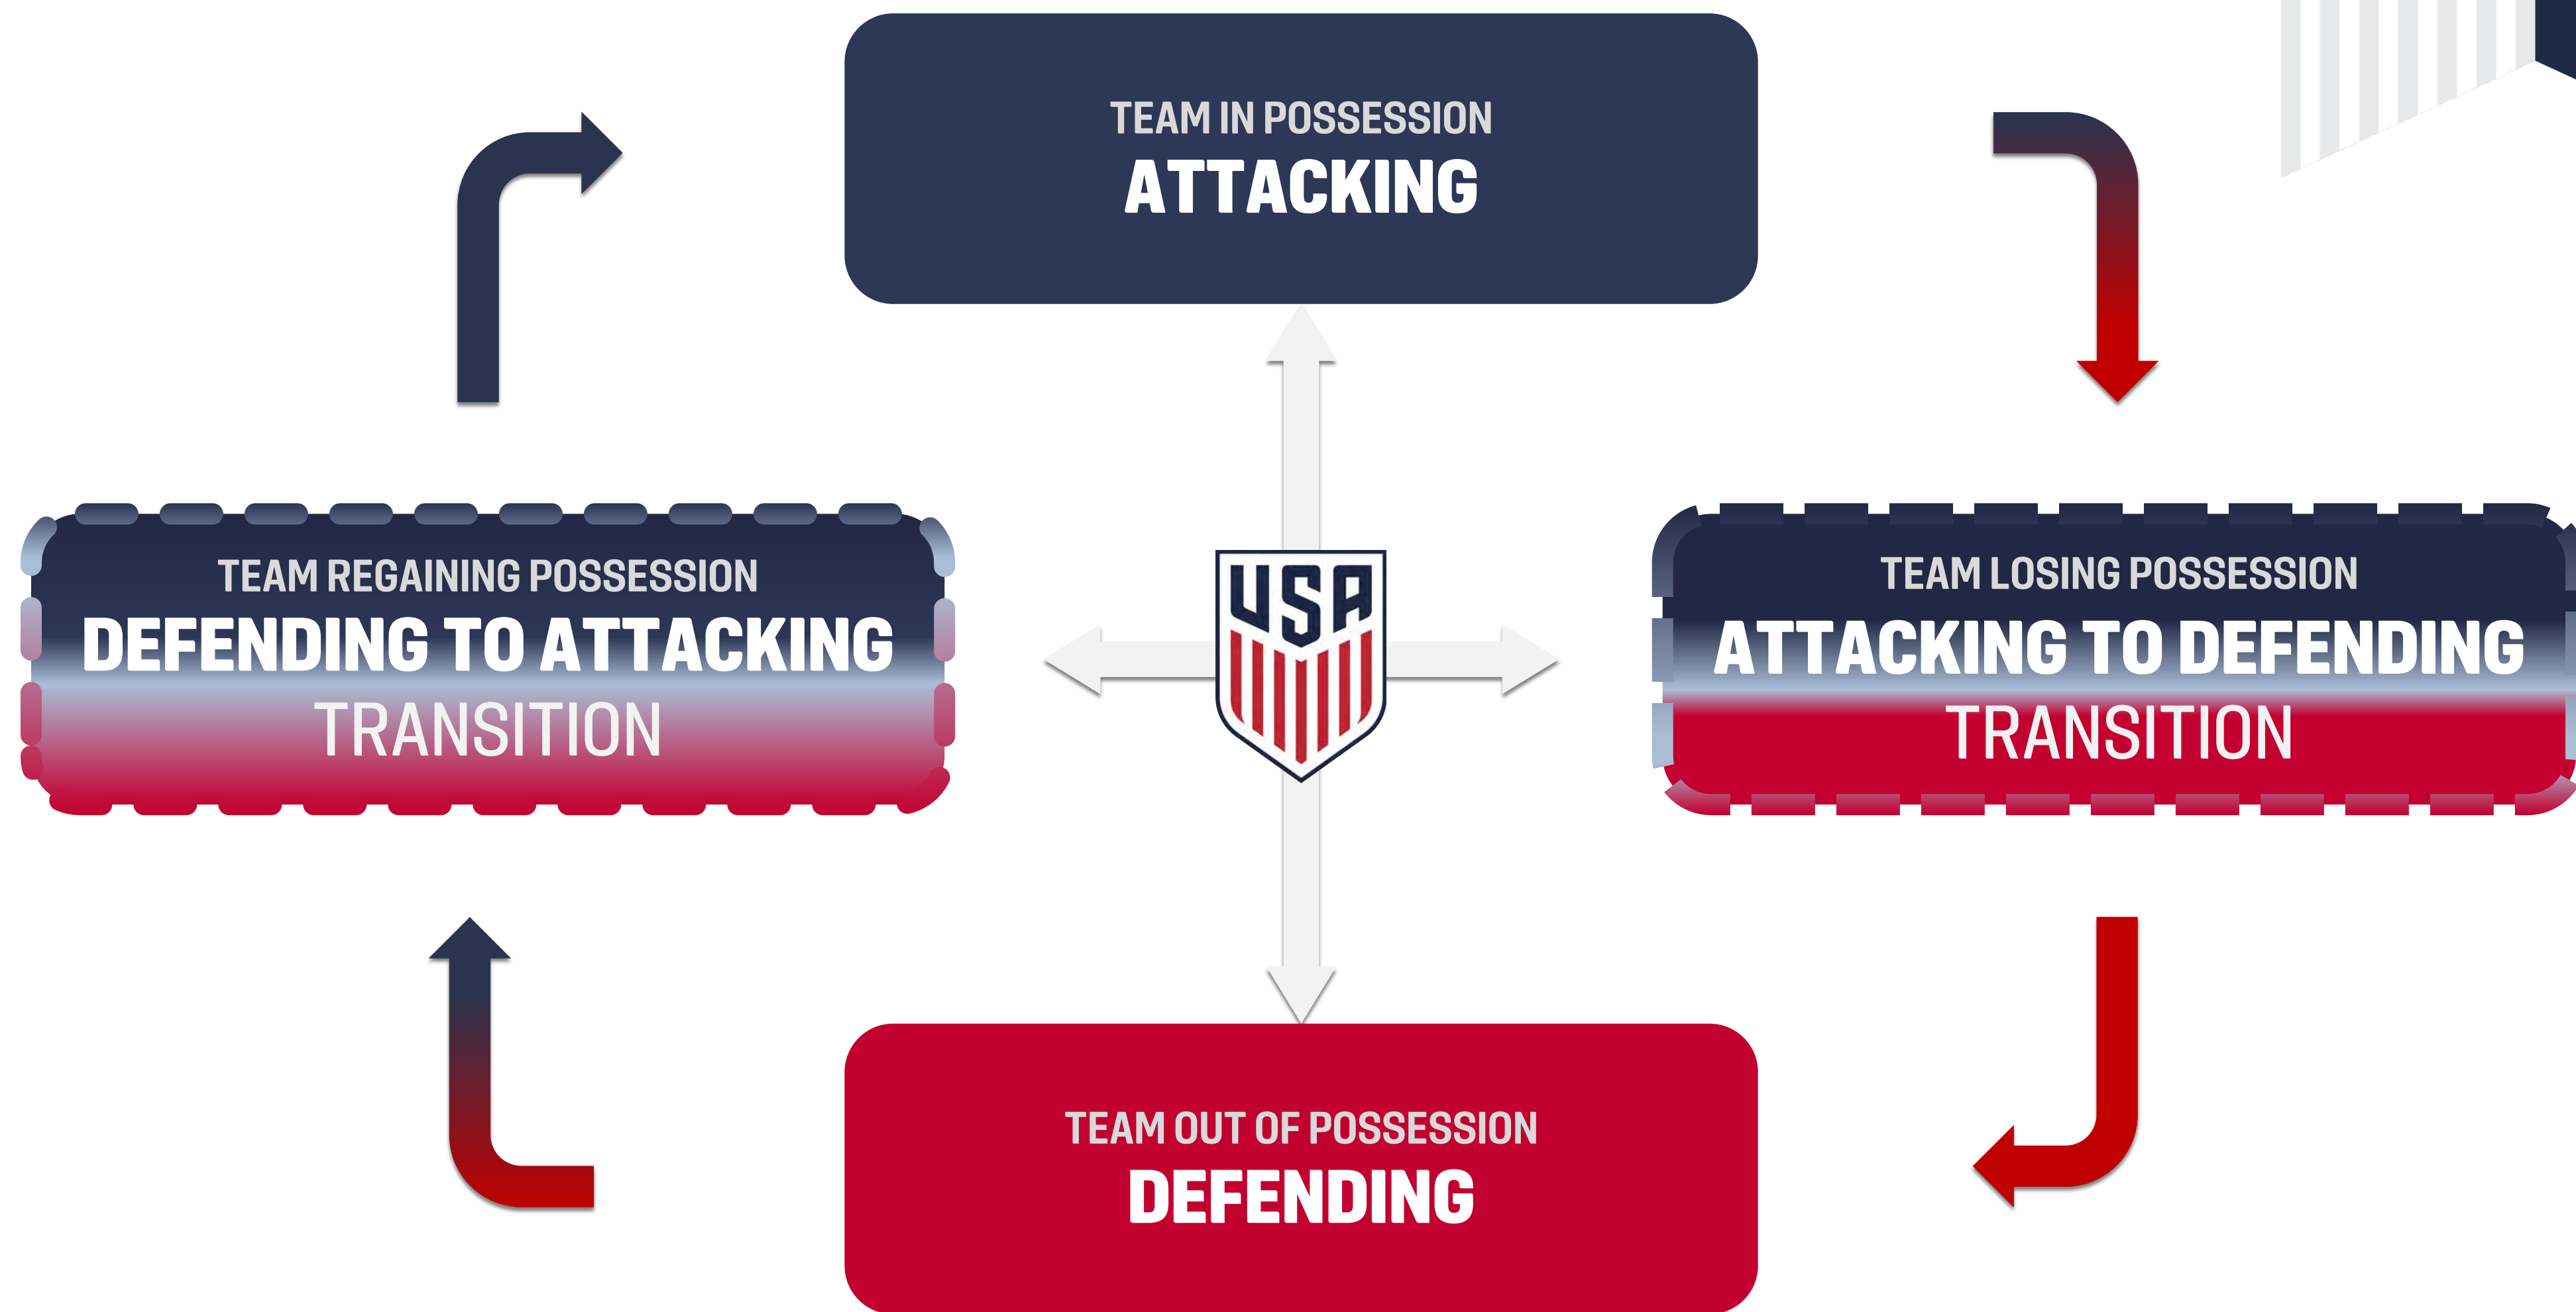 TEAM IN POSSESSION
ATTACKING
TEAM REGAINING POSSESSION
DEFENDING TO ATTACKING
TRANSITION
USA
TEAM LOSING POSSESSION
ATTACKING TO DEFENDING
TRANSITION
TEAM OUT OF POSSESSION
DEFENDING